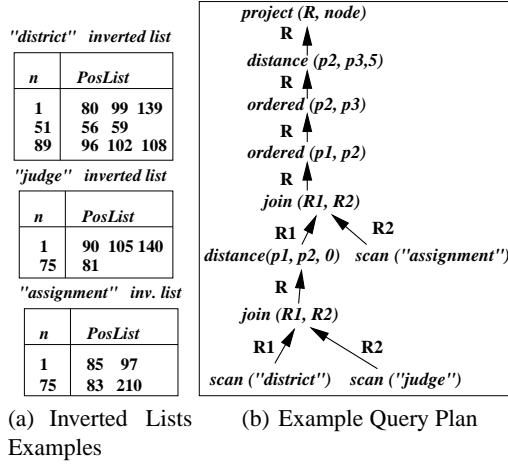 "district" inverted list
n PosList
1 80 99 139
51 56 59
89 96 102 108
"judge" inverted list
n PosList
1 90 105 140
75 81
"assignment" inv. list
n PosList
1 85 97
75 83 210
(a) Inverted Lists
Examples
project (R, node)
R
distance (p2, p3,5)
R
ordered (p2, p3)
R
ordered (p1, p2)
R
join (R1, R2)
R1 R2
distance(p1, p2, 0) scan ("assignment")
R
join (R1, R2)
R1 R2
scan ("district") scan ("judge")
(b) Example Query Plan